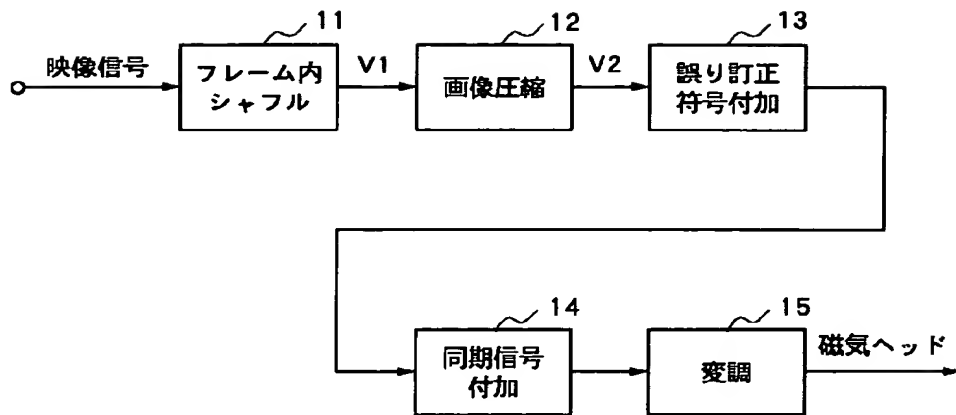 11
12
13
映像信号
フレーム内
シャフル
V1
画像圧縮
V2
誤り訂正
符号付加
14
15
同期信号
付加
変調
磁気ヘッド